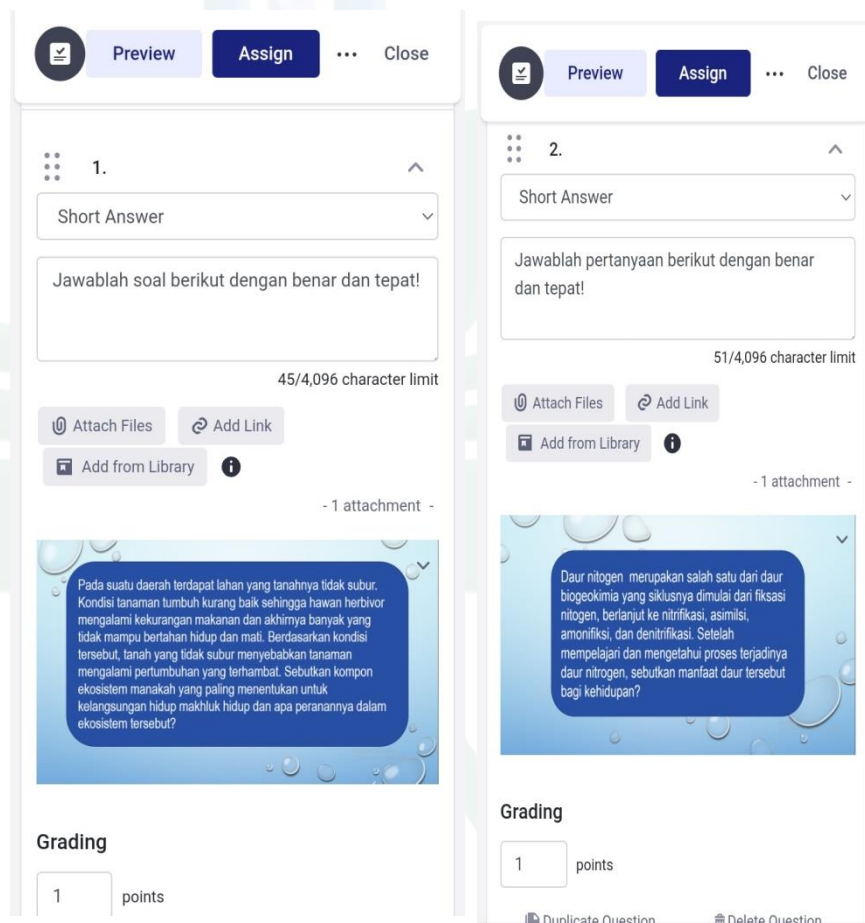 Preview
Assign
...
Close
1.
Short Answer
Jawablah soal berikut dengan benar dan tepat!
45/4,096 character limit
Attach Files
Add Link
Add from Library
- 1 attachment -
Pada suatu daerah terdapat lahan yang tanahnya tidak subur.
Kondisi tanaman tumbuh kurang baik sehingga hawan herbivor
mengalami kekurangan makanan dan akhirnya banyak yang
tidak mampu bertahan hidup dan mati. Berdasarkan kondisi
tersebut, tanah yang tidak subur menyebabkan tanaman
mengalami pertumbuhan yang terhambat. Sebutkan kompon
ekosistem manakah yang paling menentukan untuk
kelangsungan hidup makhluk hidup dan apa peranannya dalam
ekosistem tersebut?
Grading
1
points
Preview
Assign
...
Close
2.
Short Answer
Jawablah pertanyaan berikut dengan benar
dan tepat!
51/4,096 character limit
Attach Files
Add Link
Add from Library
- 1 attachment -
Daur nitrogen merupakan salah satu dari daur
biogeokimia yang siklusnya dimulai dari fiksasi
nitogen, berlanjut ke nitrifikasi, asimilsi,
amonifiksi, dan denitrifikasi. Setelah
mempelajari dan mengetahui proses terjadinya
daur nitrogen, sebutkan manfaat daur tersebut
bagi kehidupan?
Grading
1
points
Duplicate Question
Delete Question